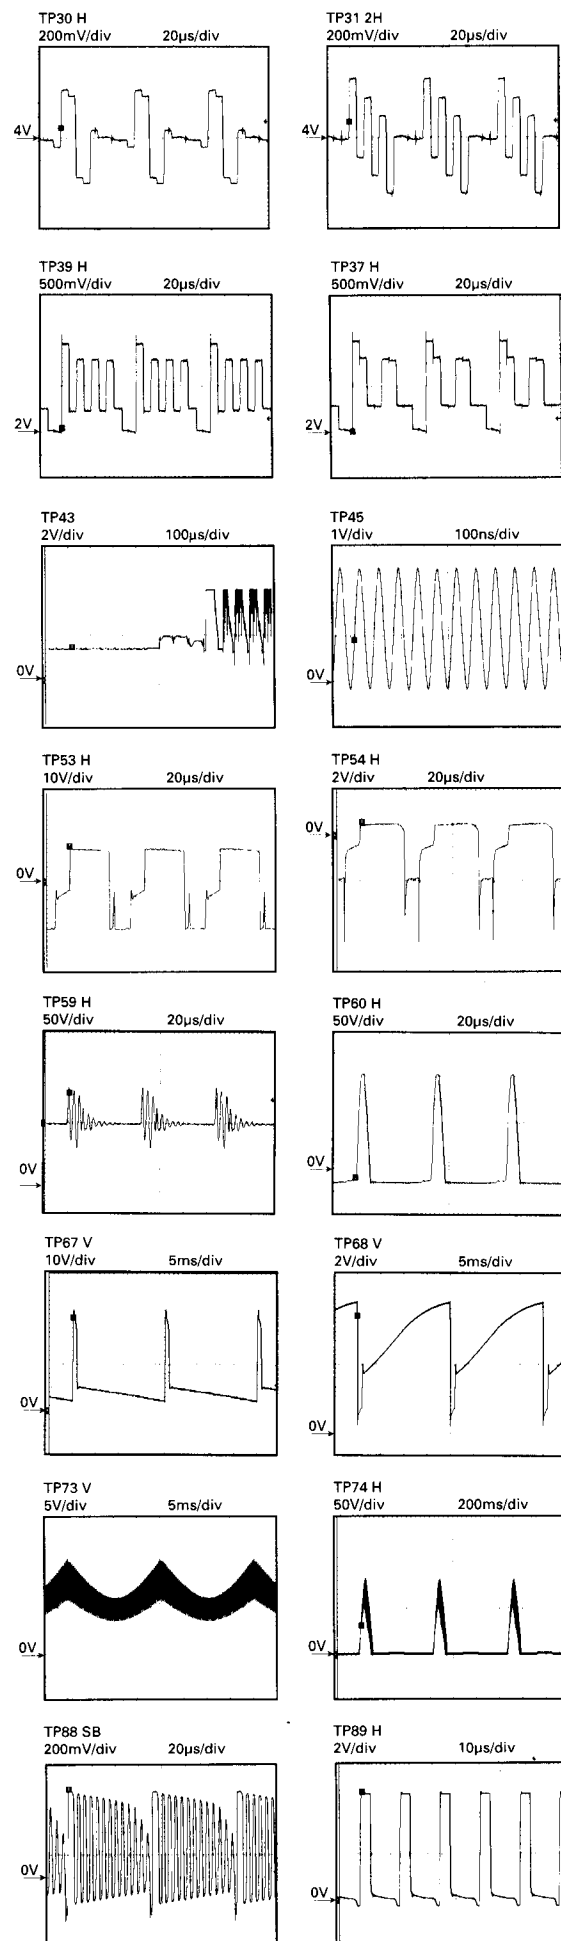 TP30 H
200mV/div 20µs/div
4V
TP31 2H
200mV/div 20µs/div
4V
TP39 H
500mV/div 20µs/div
2V
TP37 H
500mV/div 20µs/div
2V
TP43
2V/div 100µs/div
0V
TP45
1V/div 100ns/div
0V
TP53 H
10V/div 20µs/div
0V
TP54 H
2V/div 20µs/div
0V
TP59 H
50V/div 20µs/div
0V
TP60 H
50V/div 20µs/div
0V
TP67 V
10V/div 5ms/div
0V
TP68 V
2V/div 5ms/div
0V
TP73 V
5V/div 5ms/div
0V
TP74 H
50V/div 200ms/div
0V
TP88 SB
200mV/div 20µs/div
0V
TP89 H
2V/div 10µs/div
0V